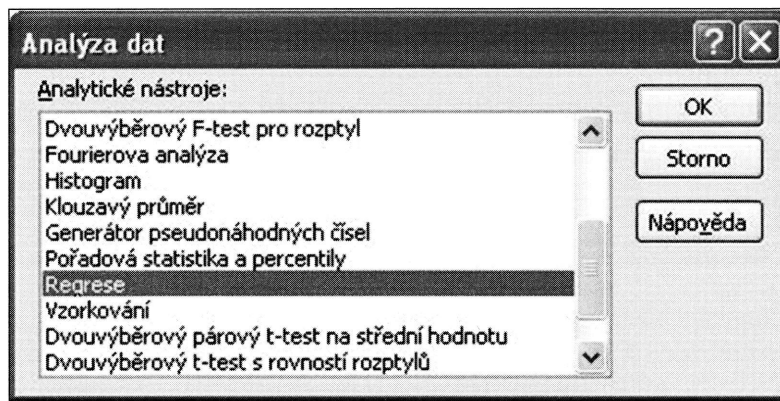 Analýza dat
Analytické nástroje:
Dvouvýběrový F-test pro rozptyl
Fourierova analýza
Histogram
Klouzavý průměr
Generátor pseudonáhodných čísel
Pořadová statistika a percentily
Regrese
Vzorkování
Dvouvýběrový párový t-test na střední hodnotu
Dvouvýběrový t-test s rovností rozptylů
OK
Storno
Nápověda